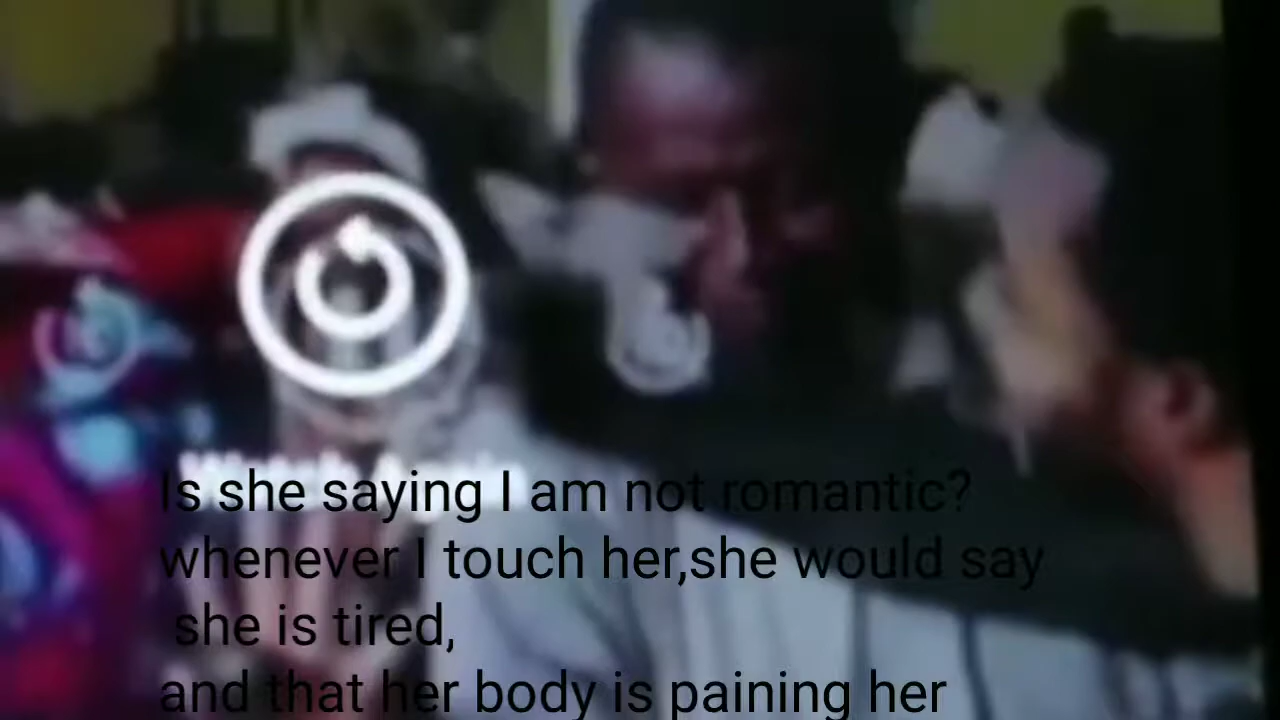 Is she saying I am not romantic?
whenever I touch her,she would say
she is tired,
and that her body is paining her